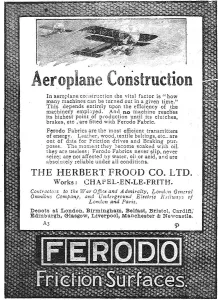 Aeroplane Construction
In aeroplane construction the vital factor is "how
many machines can be turned out in a given time."
This depends entirely upon the efficiency of the
machinery employed. And no machine reaches
its highest point of production until its clutches,
brakes, etc., are fitted with Ferodo Fabric.
Ferodo Fabrics are the most efficient transmitters
of energy. Leather, wood, textile beltings, etc., are
out of date for Friction drives and Braking pur-
poses. The moment they become soaked with oil
they are useless; Ferodo Fabrics never slip, never
seize, are not affected by water, oil or acid, and are
absolutely reliable under all conditions.
THE HERBERT FROOD CO. LTD.
Works: CHAPEL-EN-LE-FRITH.
Contractors to the War Office and Admiralty, London General
Omnibus Company, and Underground Electric Railways of
London and Paris.
Depots at London, Birmingham, Belfast, Bristol, Cardiff,
Edinburgh, Glasgow, Liverpool, Manchester & Newcastle.
A3
FERODO
Friction Surfaces